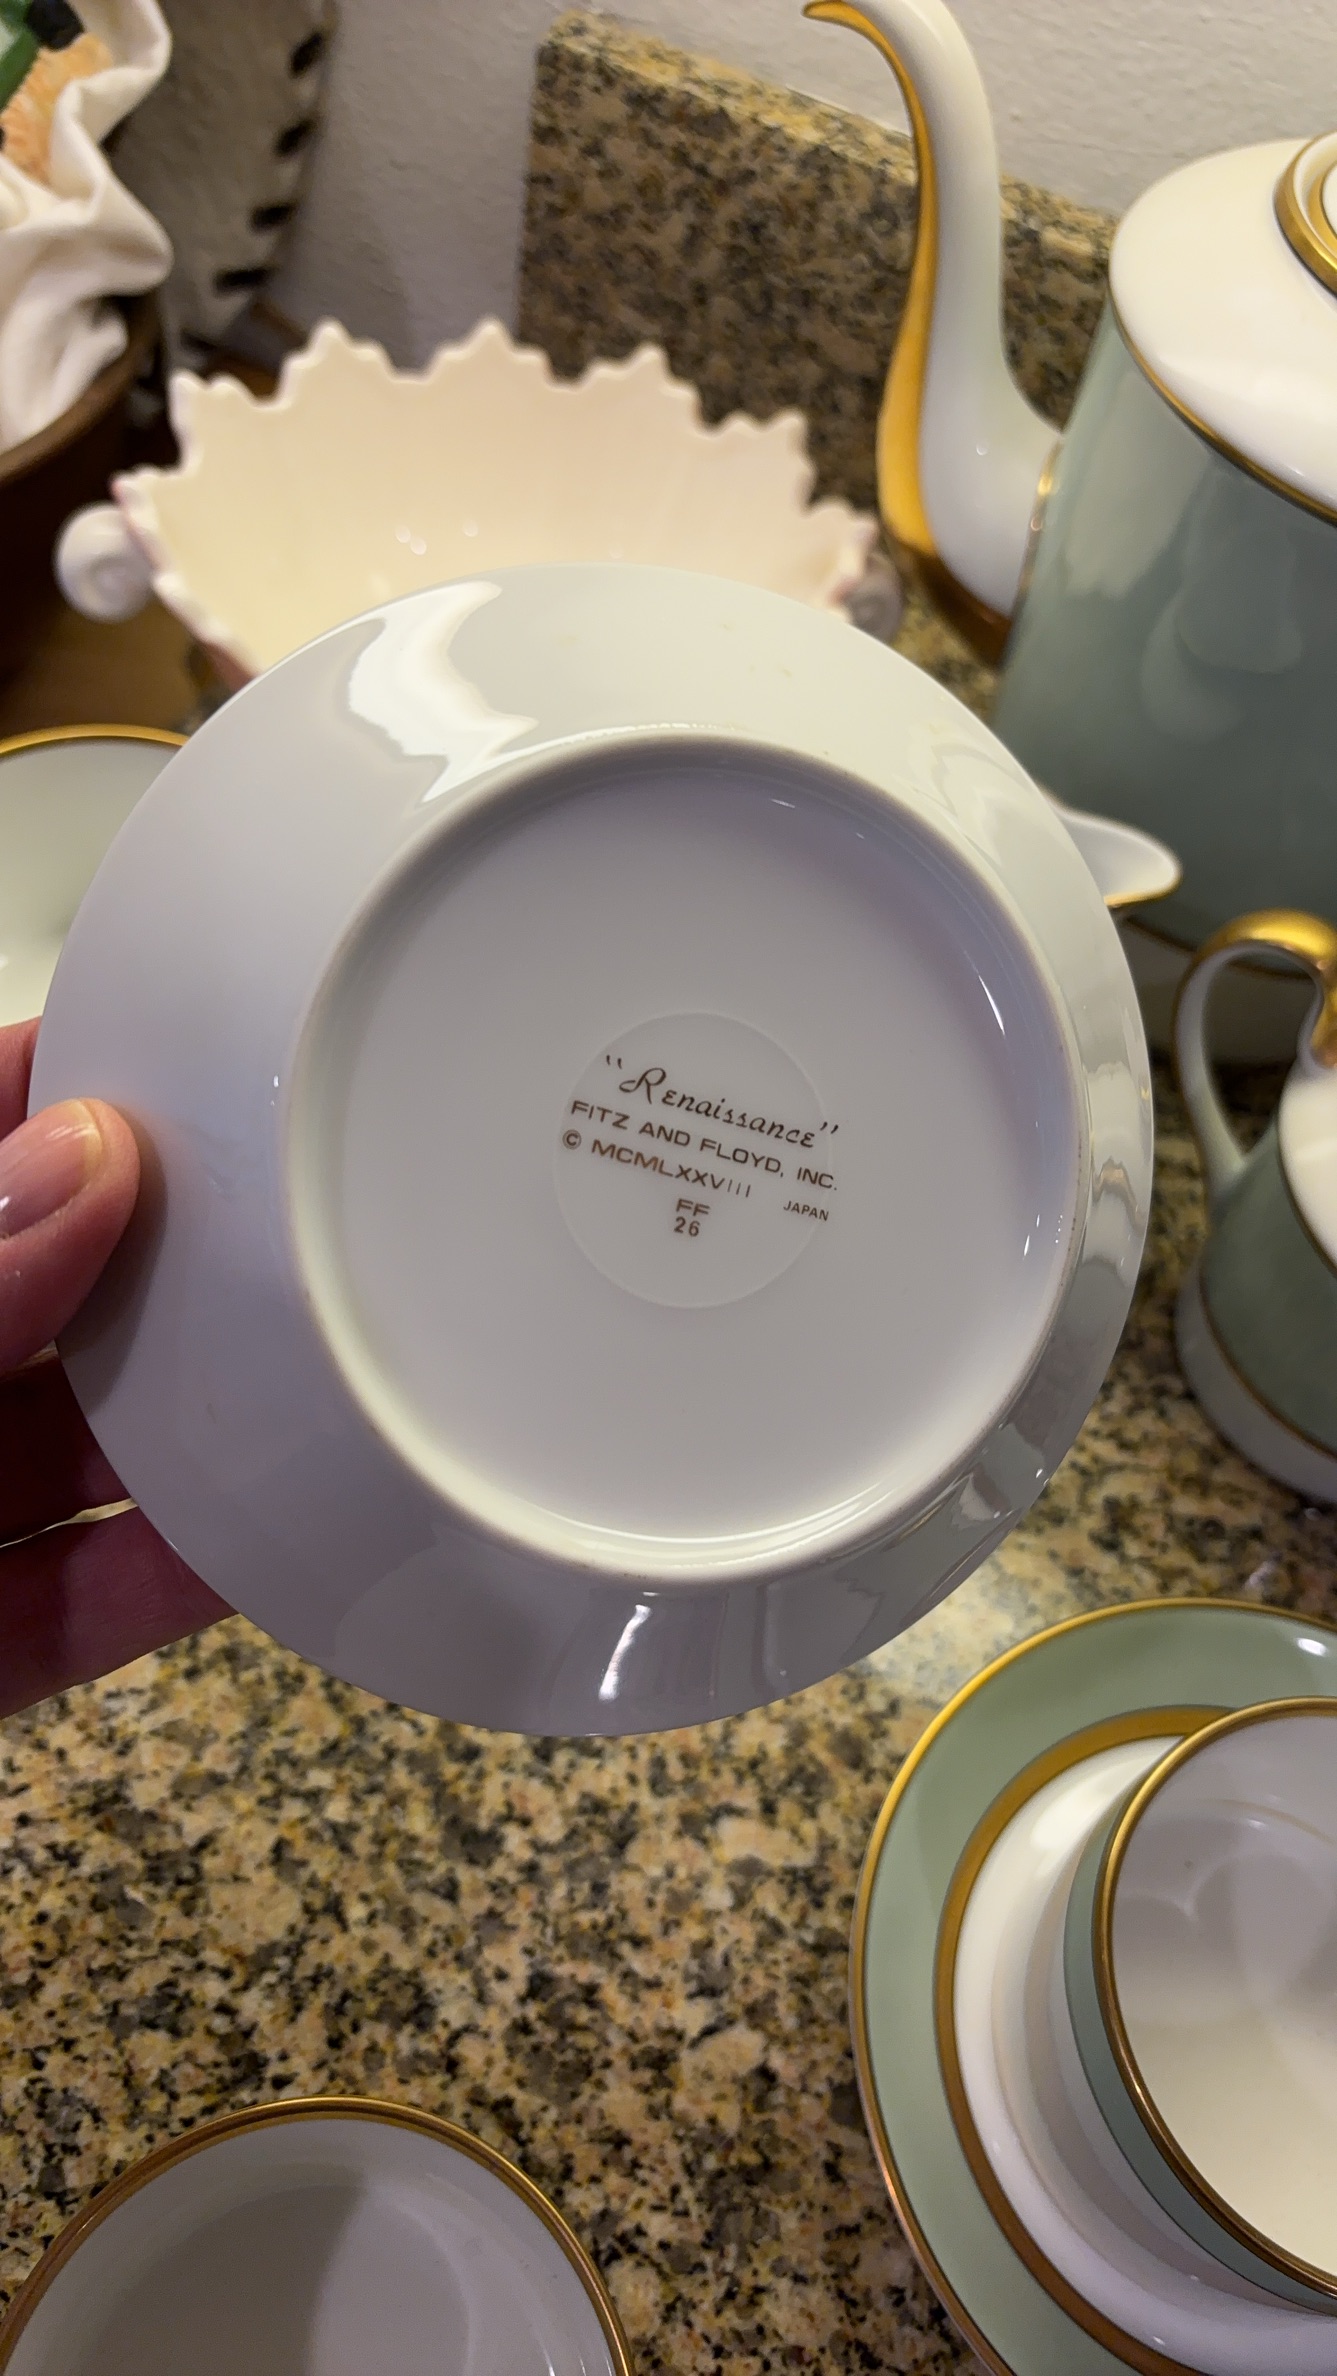 "Renaissance"
FITZ AND FLOYD, INC.
© MCMLXXVIII JAPAN
FF
26